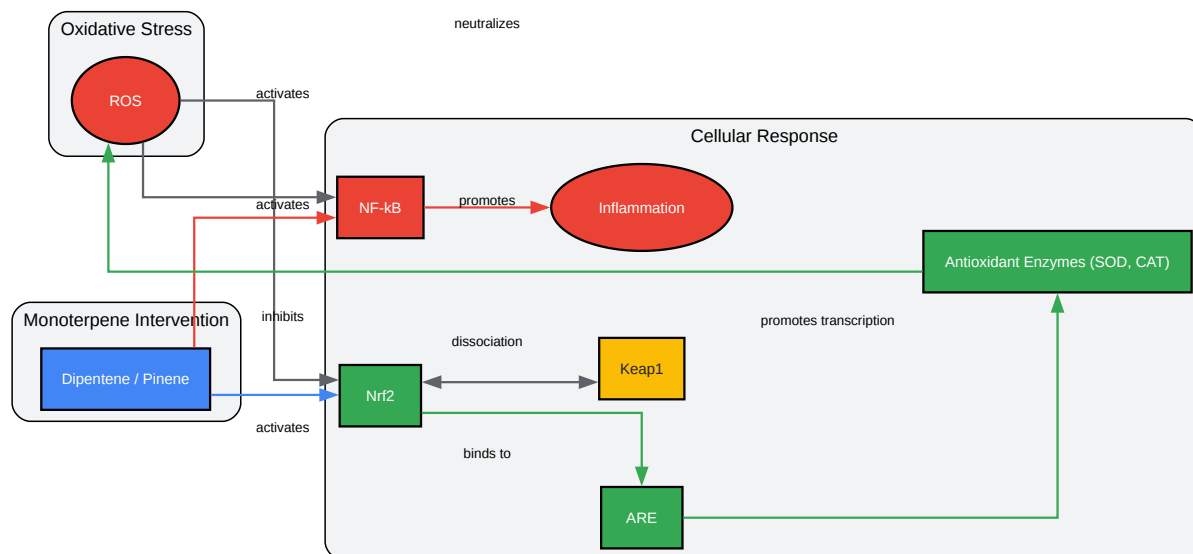 neutralizes
Oxidative Stress
ROS
activates
Cellular Response
NF-kB
activates
promotes
Inflammation
Antioxidant Enzymes (SOD, CAT)
Monoterpene Intervention
inhibits
promotes transcription
dissociation
Dipentene / Pinene
Nrf2
Keap1
activates
binds to
ARE